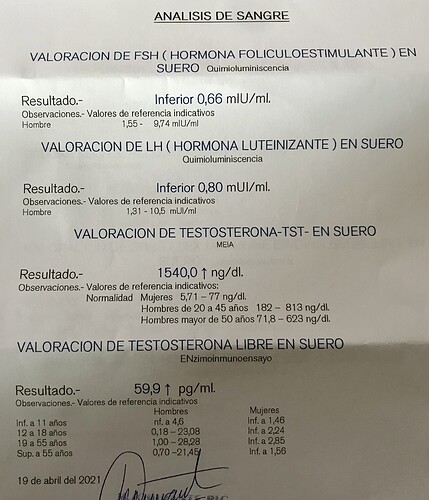 ANALISIS DE SANGRE
VALORACION DE FSH ( HORMONA FOLICULOESTIMULANTE ) EN
SUERO Quimioluminiscencia
Resultado.- Inferior 0,66 mIU/ml.
Observaciones.- Valores de referencia indicativos
Hombre 1,55 - 9,74 mIU/ml
VALORACION DE LH ( HORMONA LUTEINIZANTE ) EN SUERO
Quimioluminiscencia
Resultado.- Inferior 0,80 mUI/ml.
Observaciones.- Valores de referencia indicativos
Hombre 1,31 - 10,5 mUI/ml
VALORACION DE TESTOSTERONA-TST- EN SUERO
MEIA
Resultado.- 1540,0 ↑ ng/dl.
Observaciones.- Valores de referencia indicativos:
Normalidad Mujeres 5,71 – 77 ng/dl.
Hombres de 20 a 45 años 182 – 813 ng/dl.
Hombres mayor de 50 años 71,8 – 623 ng/dl.
VALORACION DE TESTOSTERONA LIBRE EN SUERO
ENzimoinmunoensayo
Resultado.- 59,9 ↑ pg/ml.
Observaciones.- Valores de referencia indicativos
Hombres Mujeres
Inf. a 11 años nf. a 4,6 Inf. a 1,46
12 a 18 años 0,18 – 23,08 Inf. a 2,24
19 a 55 años 1,00 – 28,28 Inf. a 2,85
Sup. a 55 años 0,70 -21,45 Inf. a 1,56
19 de abril del 2021